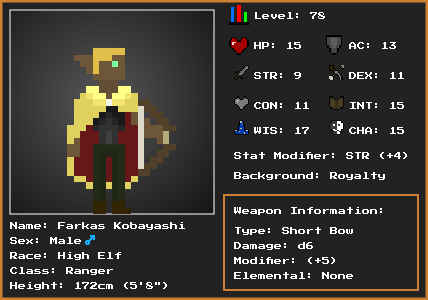 Level: 78
HP: 15
AC: 13
STR: 9
DEX: 11
CON: 11
INT: 15
WIS: 17
CHA: 15
Stat Modifier: STR (+4)
Background: Royalty
Weapon Information:
Type: Short Bow
Damage: d6
Modifier: (+5)
Elemental: None
Name: Farkas Kobayashi
Sex: Male♂
Race: High Elf
Class: Ranger
Height: 172cm (5'8")